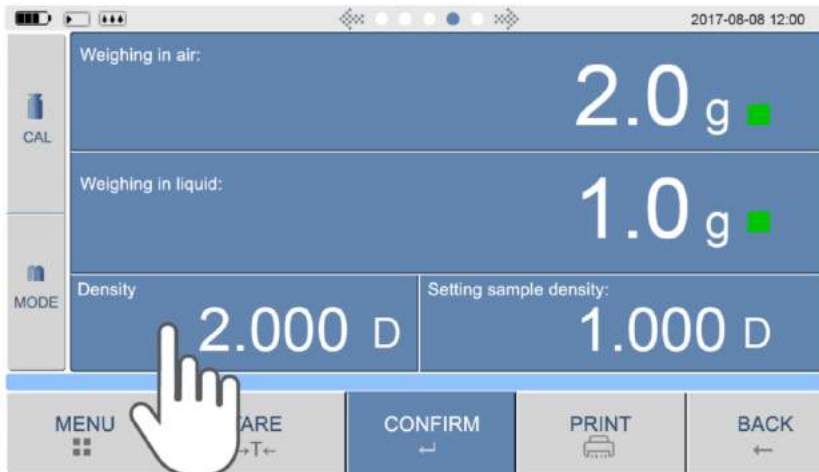 2017-08-08 12:00
Weighing in air:
2.0 g
CAL
Weighing in liquid:
1.0 g
MODE
Density
2.000 D
Setting sample density:
1.000 D
MENU
CONFIRM
PRINT
BACK